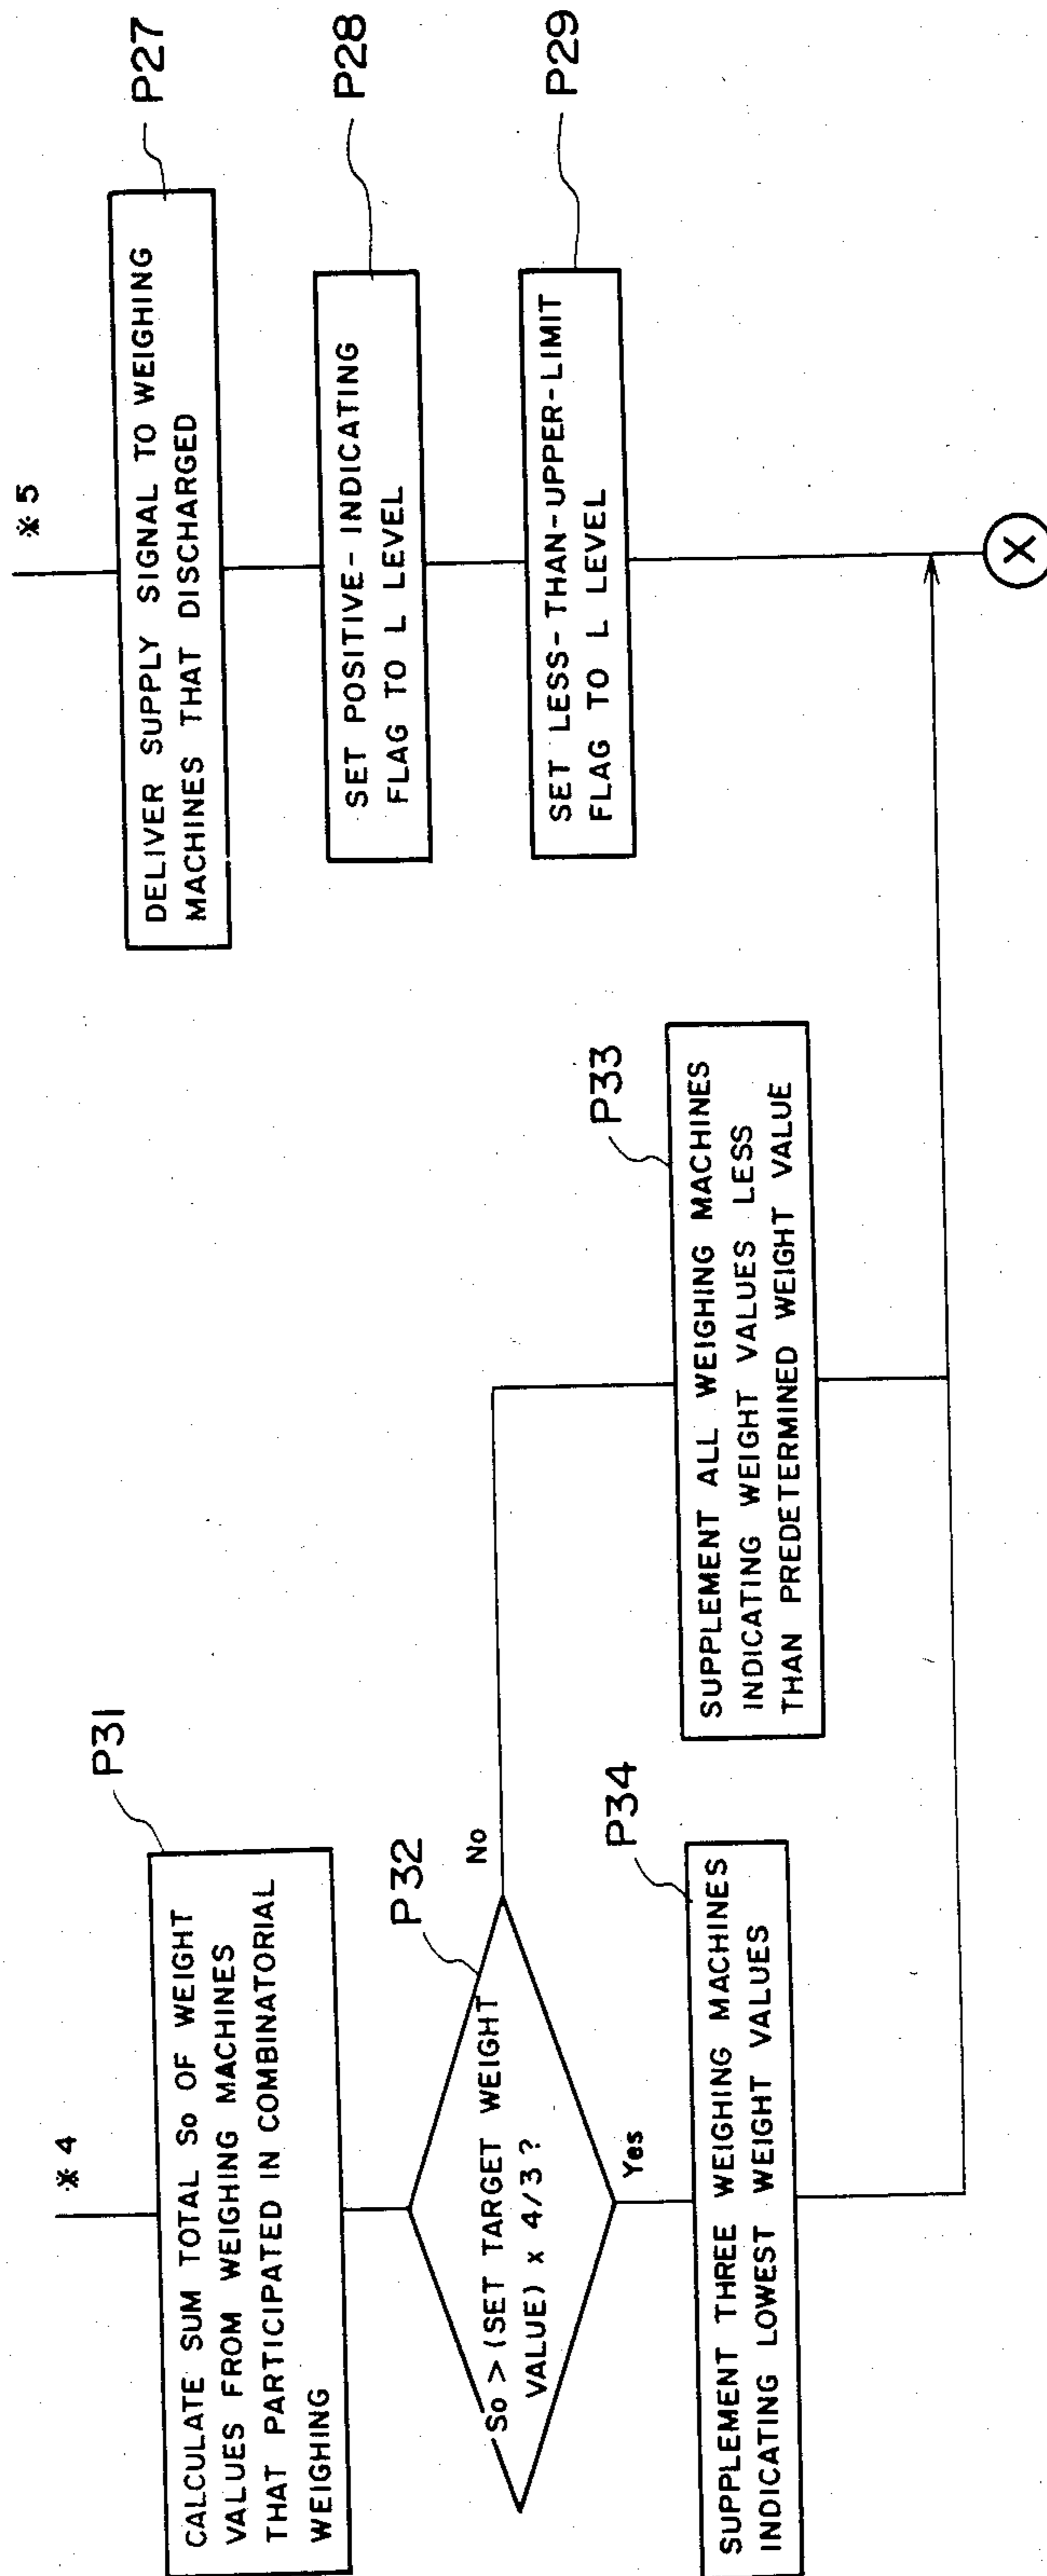 ※4
CALCULATE SUM TOTAL So OF WEIGHT
VALUES FROM WEIGHING MACHINES
THAT PARTICIPATED IN COMBINATORIAL
WEIGHING
P31
So > (SET TARGET WEIGHT
VALUE) x 4/3 ?
P32
No
Yes
SUPPLEMENT THREE WEIGHING MACHINES
INDICATING LOWEST WEIGHT VALUES
P34
SUPPLEMENT ALL WEIGHING MACHINES
INDICATING WEIGHT VALUES LESS
THAN PREDETERMINED WEIGHT VALUE
P33
※5
DELIVER SUPPLY SIGNAL TO WEIGHING
MACHINES THAT DISCHARGED
P27
SET POSITIVE-INDICATING
FLAG TO L LEVEL
P28
SET LESS-THAN-UPPER-LIMIT
FLAG TO L LEVEL
P29
X